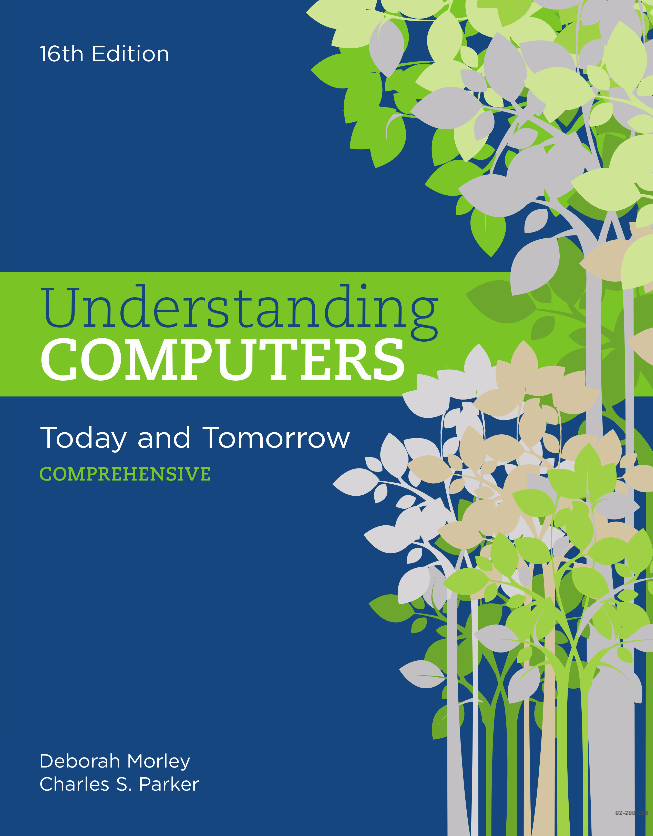 16th Edition
Understanding
COMPUTERS
Today and Tomorrow
COMPREHENSIVE
Deborah Morley
Charles S. Parker